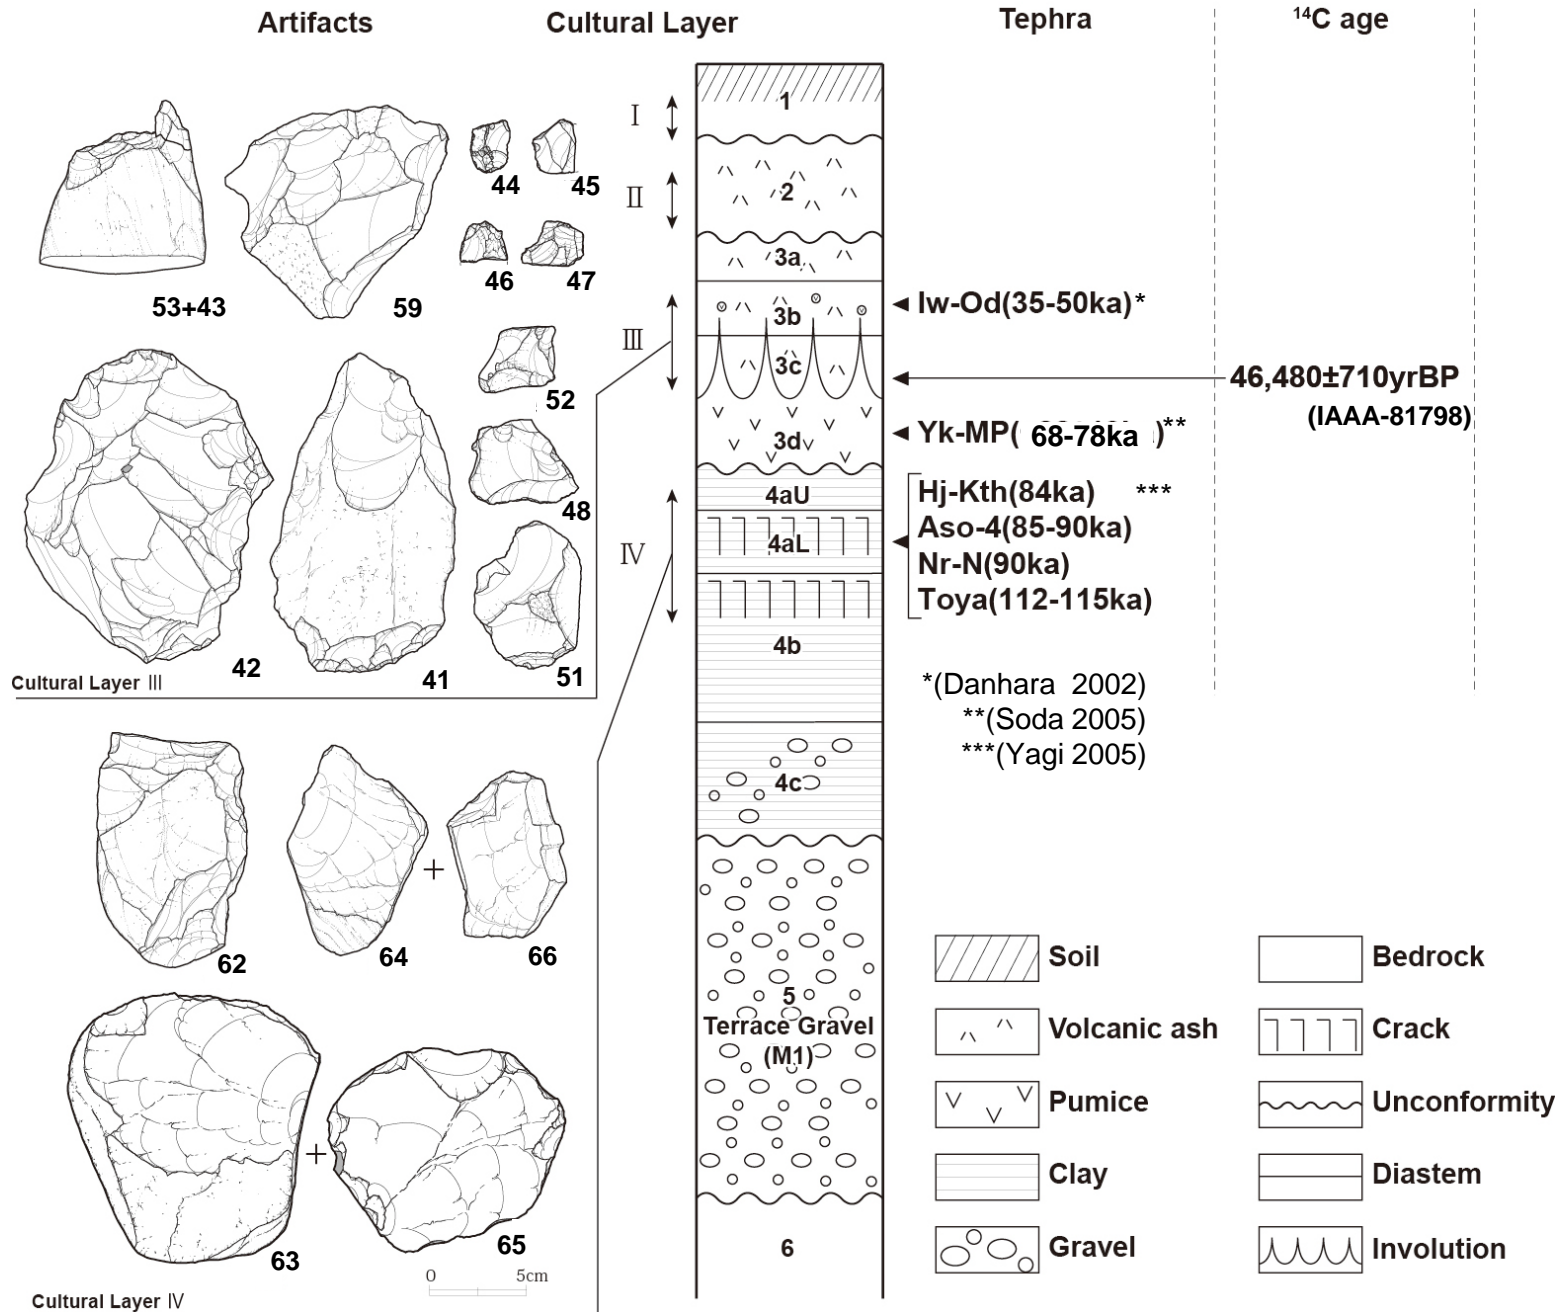 Artifacts
Cultural Layer
Tephra
¹⁴C age
44
45
46
47
53+43
59
52
48
42
41
51
Cultural Layer Ⅲ
62
64
+
66
63
+
65
0 5cm
Cultural Layer Ⅳ
Ⅰ
Ⅱ
Ⅲ
Ⅳ
1
2
3a
3b
3c
3d
4aU
4aL
4b
4c
5
Terrace Gravel
(M1)
6
Iw-Od(35-50ka)*
46,480±710yrBP
(IAAA-81798)
Yk-MP( 68-78ka )**
Hj-Kth(84ka) ***
Aso-4(85-90ka)
Nr-N(90ka)
Toya(112-115ka)
*(Danhara 2002)
**(Soda 2005)
***(Yagi 2005)
Soil
Volcanic ash
Pumice
Clay
Gravel
Bedrock
Crack
Unconformity
Diastem
Involution